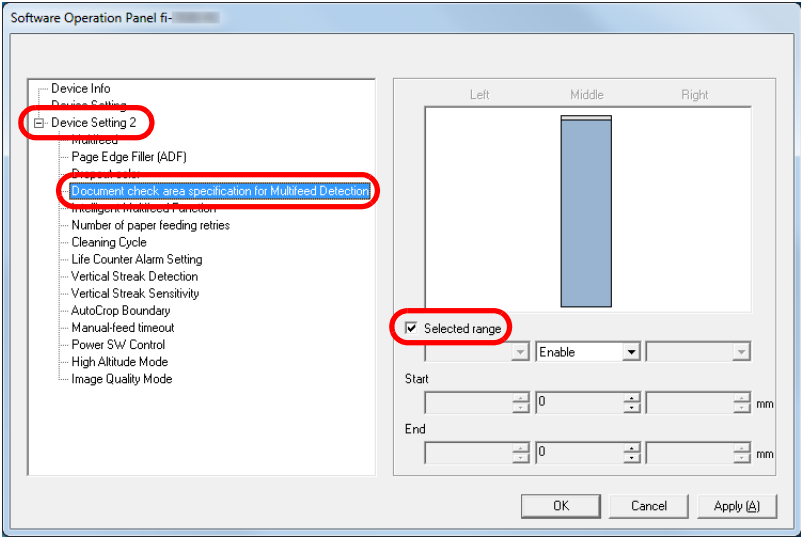 Software Operation Panel fi-
Device Info
Device Setting
Device Setting 2
Multifeed
Page Edge Filler (ADF)
Dropout color
Document check area specification for Multifeed Detection
Intelligent Multifeed Function
Number of paper feeding retries
Cleaning Cycle
Life Counter Alarm Setting
Vertical Streak Detection
Vertical Streak Sensitivity
AutoCrop Boundary
Manual-feed timeout
Power SW Control
High Altitude Mode
Image Quality Mode
Left Middle Right
Selected range
Enable
Start
0 mm
End
0 mm
OK Cancel Apply (A)